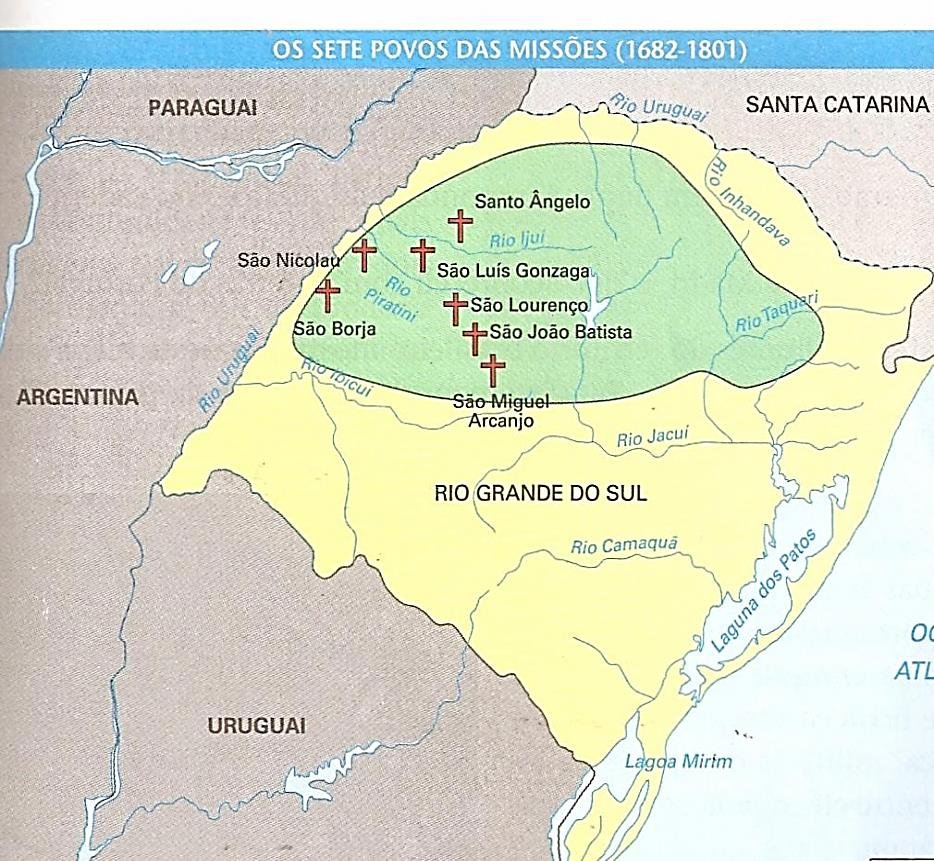 OS SETE POVOS DAS MISSÕES (1682-1801)
PARAGUAI
Rio Uruguai
SANTA CATARINA
Rio Inhandava
Santo Ângelo
Rio Ijuí
São Nicolau
São Luís Gonzaga
Rio
Piratini
São Lourenço
Rio Taquari
São Borja
São João Batista
Rio Uruguai
Rio Ibicuí
ARGENTINA
São Miguel
Arcanjo
Rio Jacuí
RIO GRANDE DO SUL
Rio Camaquã
Laguna dos Patos
OC
ATL
URUGUAI
Lagoa Mirim